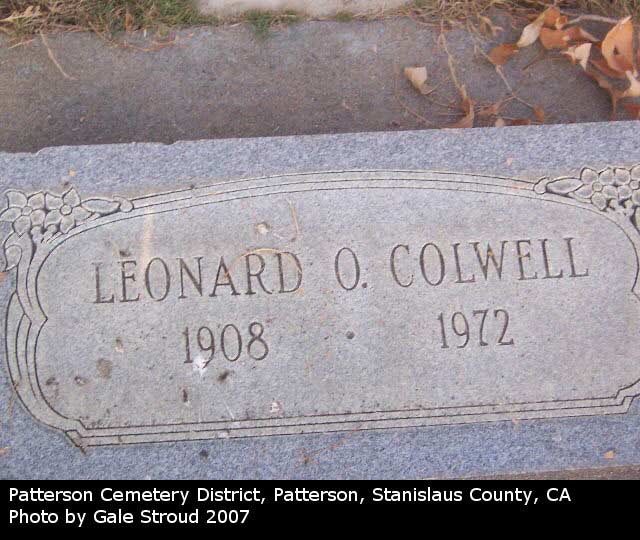 LEONARD O. COLWELL
1908 · 1972
Patterson Cemetery District, Patterson, Stanislaus County, CA
Photo by Gale Stroud 2007